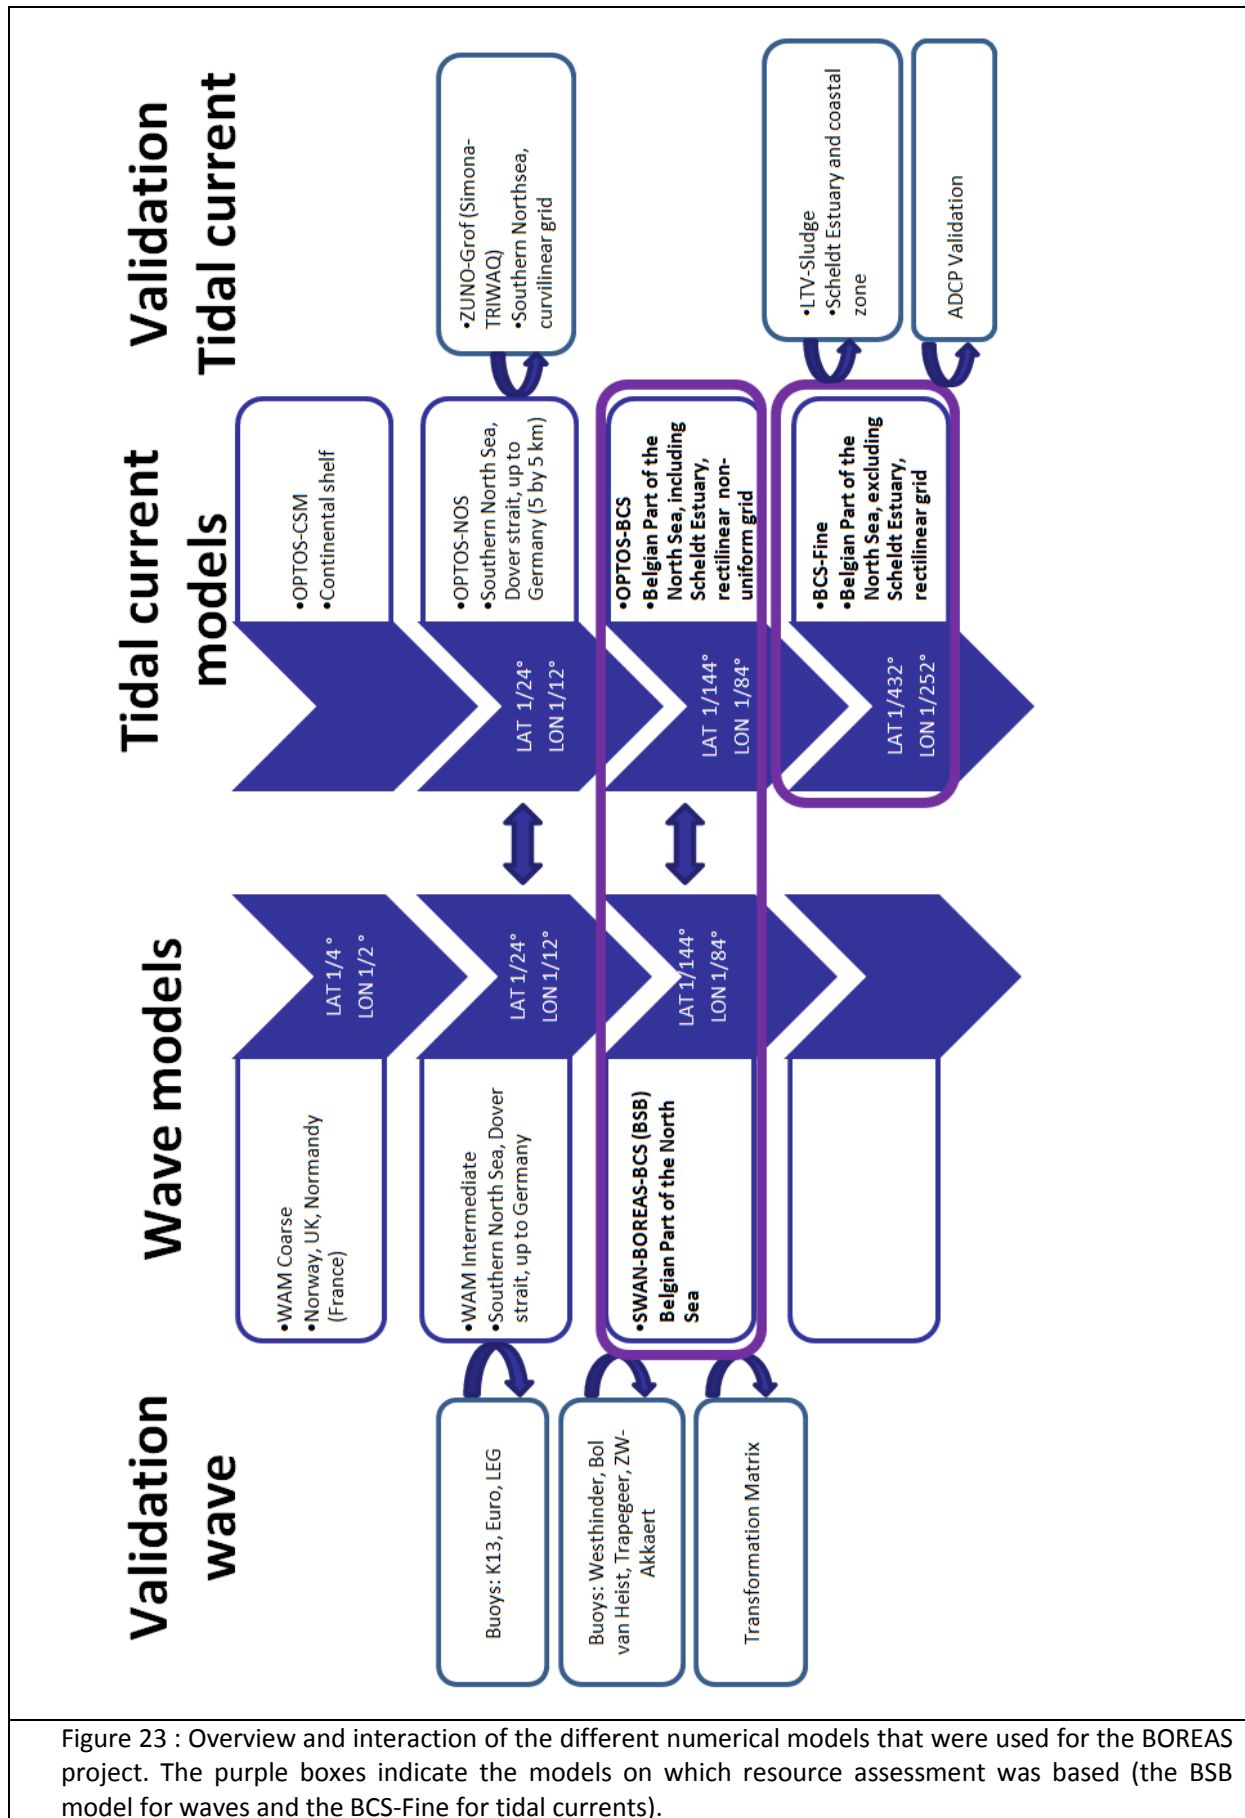 Validation
wave
Wave models
Tidal current
models
Validation
Tidal current
Buoys: K13, Euro, LEG
Buoys: Westhinder, Bol
van Heist, Trapegeer, ZW-
Akkaert
Transformation Matrix
•WAM Coarse
•Norway, UK, Normandy
(France)
LAT 1/4 °
LON 1/2 °
•WAM Intermediate
•Southern North Sea, Dover
strait, up to Germany
LAT 1/24°
LON 1/12°
•SWAN-BOREAS-BCS (BSB)
Belgian Part of the North
Sea
LAT 1/144°
LON 1/84°
•OPTOS-CSM
•Continental shelf
LAT 1/24°
LON 1/12°
•OPTOS-NOS
•Southern North Sea,
Dover strait, up to
Germany (5 by 5 km)
LAT 1/144°
LON 1/84°
•OPTOS-BCS
•Belgian Part of the
North Sea, including
Scheldt Estuary,
rectilinear non-
uniform grid
LAT 1/432°
LON 1/252°
•BCS-Fine
•Belgian Part of the
North Sea, excluding
Scheldt Estuary,
rectilinear grid
•ZUNO-Grof (Simona-
TRIWAQ)
•Southern Northsea,
curvilinear grid
•LTV-Sludge
•Scheldt Estuary and coastal
zone
ADCP Validation
Figure 23 : Overview and interaction of the different numerical models that were used for the BOREAS
project. The purple boxes indicate the models on which resource assessment was based (the BSB
model for waves and the BCS-Fine for tidal currents).